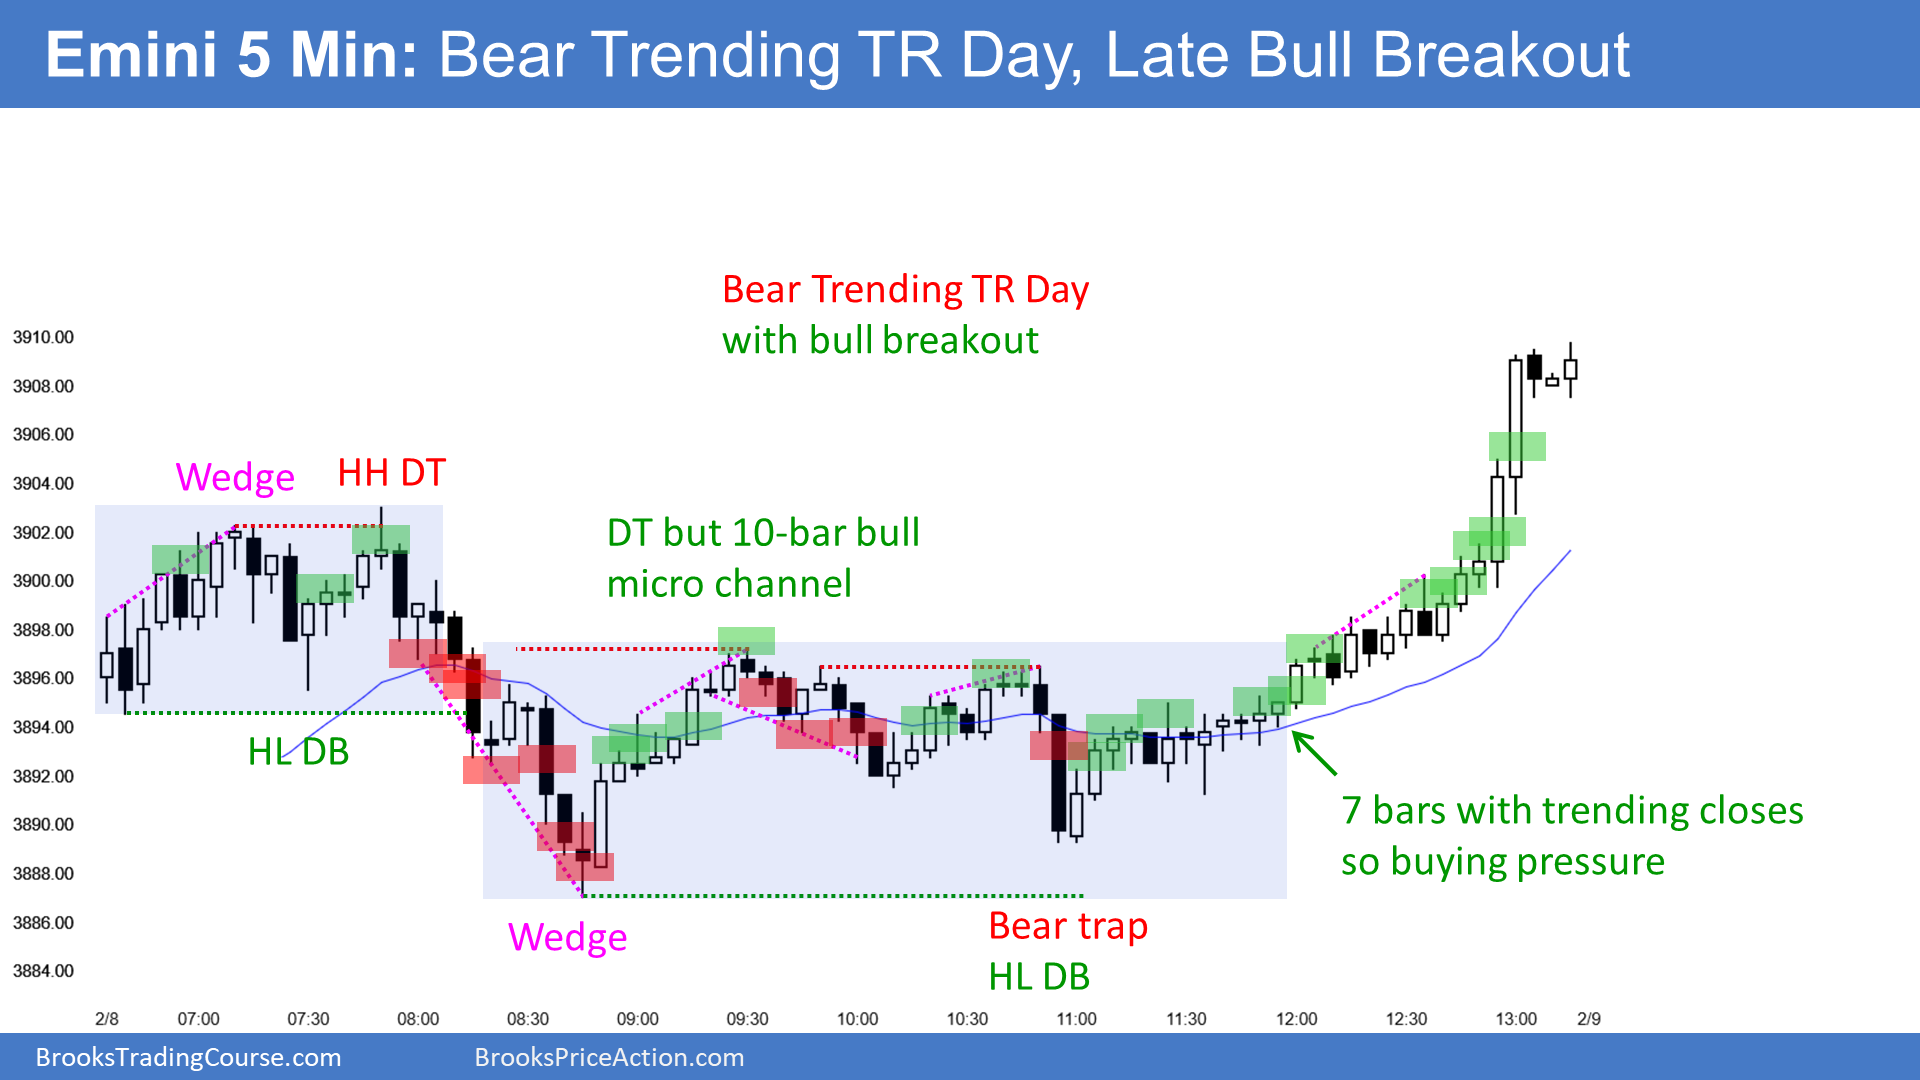 Emini 5 Min: Bear Trending TR Day, Late Bull Breakout
Bear Trending TR Day
with bull breakout
3910.00
3908.00
3906.00
3904.00
3902.00
3900.00
3898.00
3896.00
3894.00
3892.00
3890.00
3888.00
3886.00
3884.00
Wedge
HH DT
HL DB
DT but 10-bar bull
micro channel
Wedge
Bear trap
HL DB
7 bars with trending closes
so buying pressure
2/8 07:00 07:30 08:00 08:30 09:00 09:30 10:00 10:30 11:00 11:30 12:00 12:30 13:00 2/9
BrooksTradingCourse.com
BrooksPriceAction.com